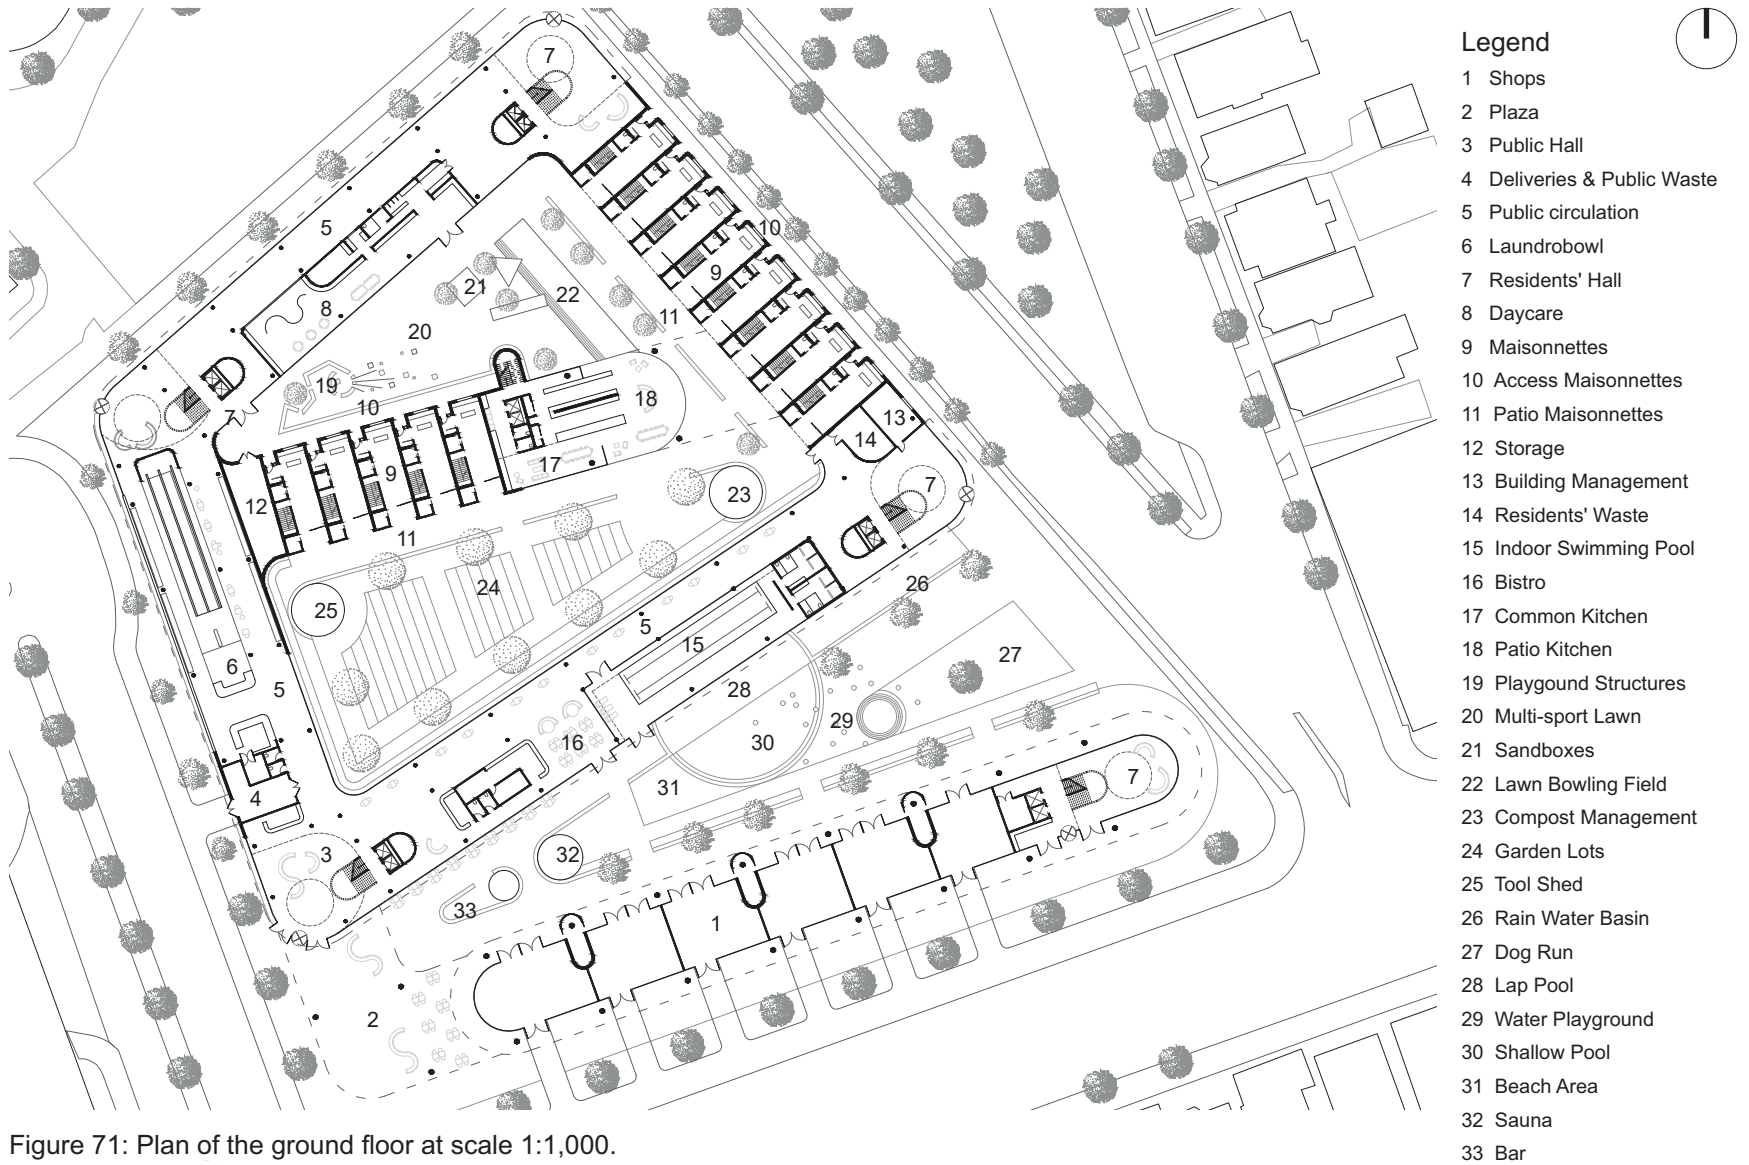 Legend
1 Shops
2 Plaza
3 Public Hall
4 Deliveries & Public Waste
5 Public circulation
6 Laundrobowl
7 Residents' Hall
8 Daycare
9 Maisonnettes
10 Access Maisonnettes
11 Patio Maisonnettes
12 Storage
13 Building Management
14 Residents' Waste
15 Indoor Swimming Pool
16 Bistro
17 Common Kitchen
18 Patio Kitchen
19 Playgound Structures
20 Multi-sport Lawn
21 Sandboxes
22 Lawn Bowling Field
23 Compost Management
24 Garden Lots
25 Tool Shed
26 Rain Water Basin
27 Dog Run
28 Lap Pool
29 Water Playground
30 Shallow Pool
31 Beach Area
32 Sauna
33 Bar
7
5
10
9
21
22
8
11
20
19
10
7
18
13
14
9
17
12
7
23
11
26
24
25
5
15
27
6
5
28
29
16
30
7
31
4
3
32
33
1
2
Figure 71: Plan of the ground floor at scale 1:1,000.